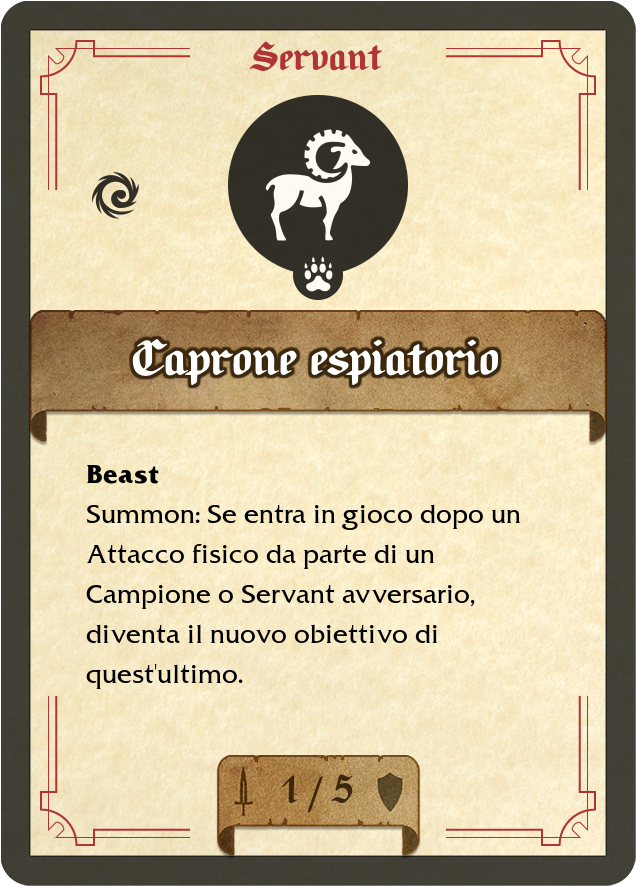 Servant
Caprone espiatorio
Beast
Summon: Se entra in gioco dopo un
Attacco fisico da parte di un
Campione o Servant avversario,
diventa il nuovo obiettivo di
quest'ultimo.
1/5